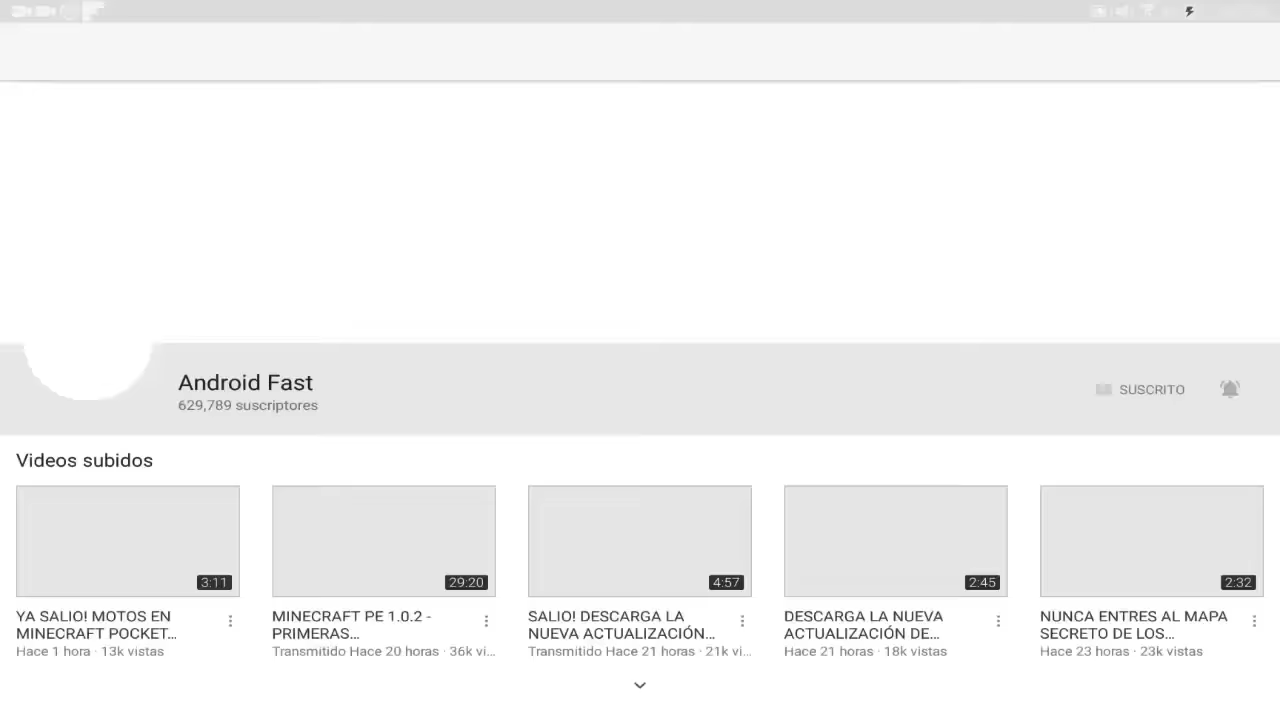 Android Fast
629,789 suscriptores
SUSCRITO
Videos subidos
3:11
29:20
4:57
2:45
2:32
YA SALIO! MOTOS EN
MINECRAFT POCKET...
Hace 1 hora · 13k vistas
MINECRAFT PE 1.0.2 -
PRIMERAS...
Transmitido Hace 20 horas · 36k vi...
SALIO! DESCARGA LA
NUEVA ACTUALIZACIÓN...
Transmitido Hace 21 horas · 21k vi...
DESCARGA LA NUEVA
ACTUALIZACIÓN DE...
Hace 21 horas · 18k vistas
NUNCA ENTRES AL MAPA
SECRETO DE LOS...
Hace 23 horas · 23k vistas